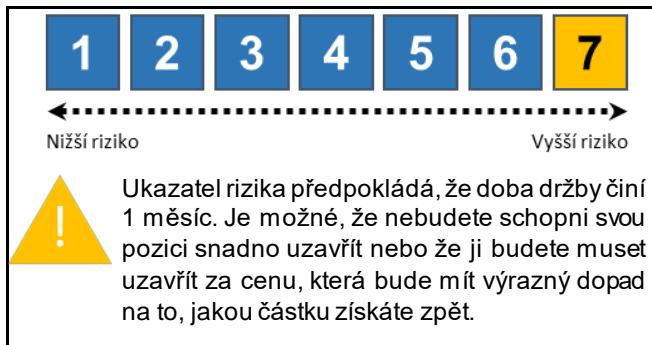 1 2 3 4 5 6 7
Nižší riziko Vyšší riziko
!
Ukazatel rizika předpokládá, že doba držby činí
1 měsíc. Je možné, že nebudete schopni svou
pozici snadno uzavřít nebo že ji budete muset
uzavřít za cenu, která bude mít výrazný dopad
na to, jakou částku získáte zpět.